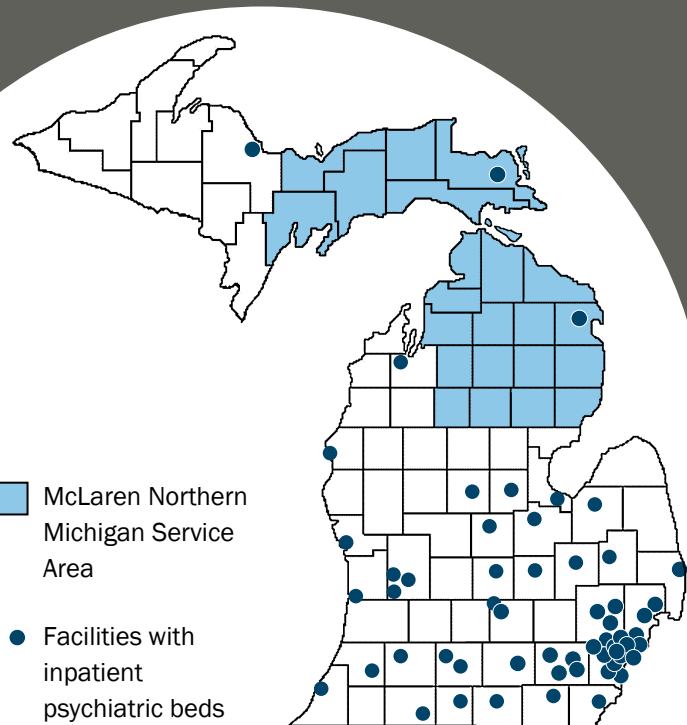 McLaren Northern
Michigan Service
Area
Facilities with
inpatient
psychiatric beds